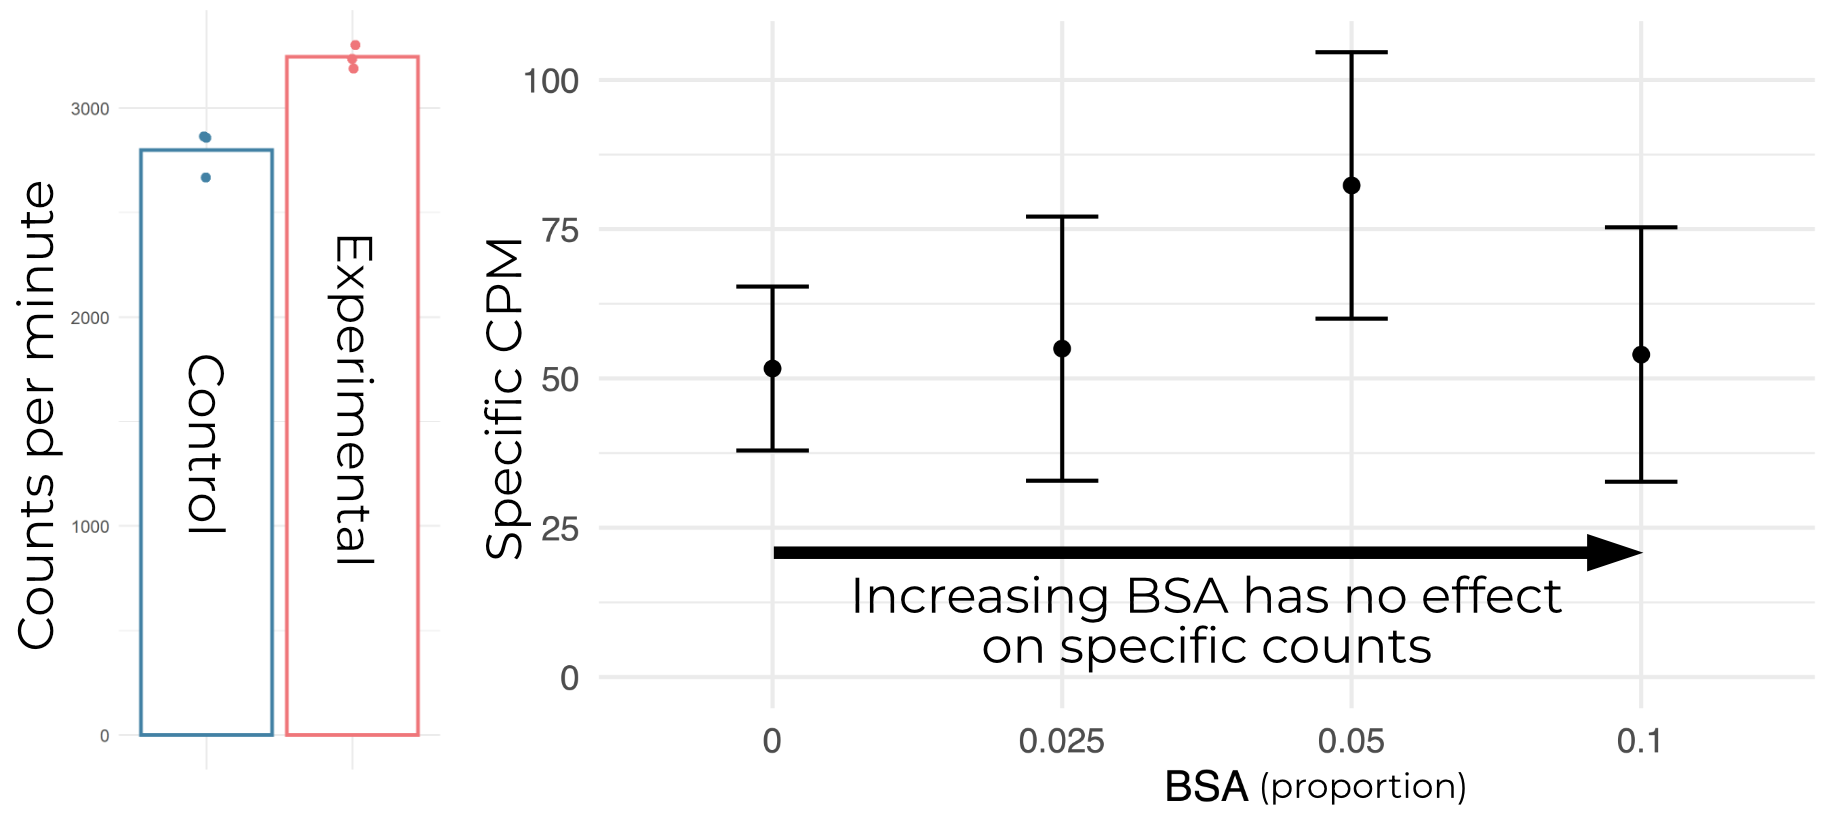 Counts per minute
3000
2000
1000
0
Control
Experimental
Specific CPM
100
75
50
25
0
Increasing BSA has no effect
on specific counts
0
0.025
0.05
0.1
BSA (proportion)